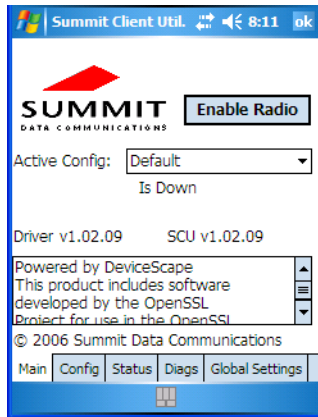 Summit Client Util. 8:11 ok
SUMMIT
DATA COMMUNICATIONS
Enable Radio
Active Config: Default
Is Down
Driver v1.02.09 SCU v1.02.09
Powered by DeviceScape
This product includes software
developed by the OpenSSL
Project for use in the OpenSSL
© 2006 Summit Data Communications
Main Config Status Diags Global Settings